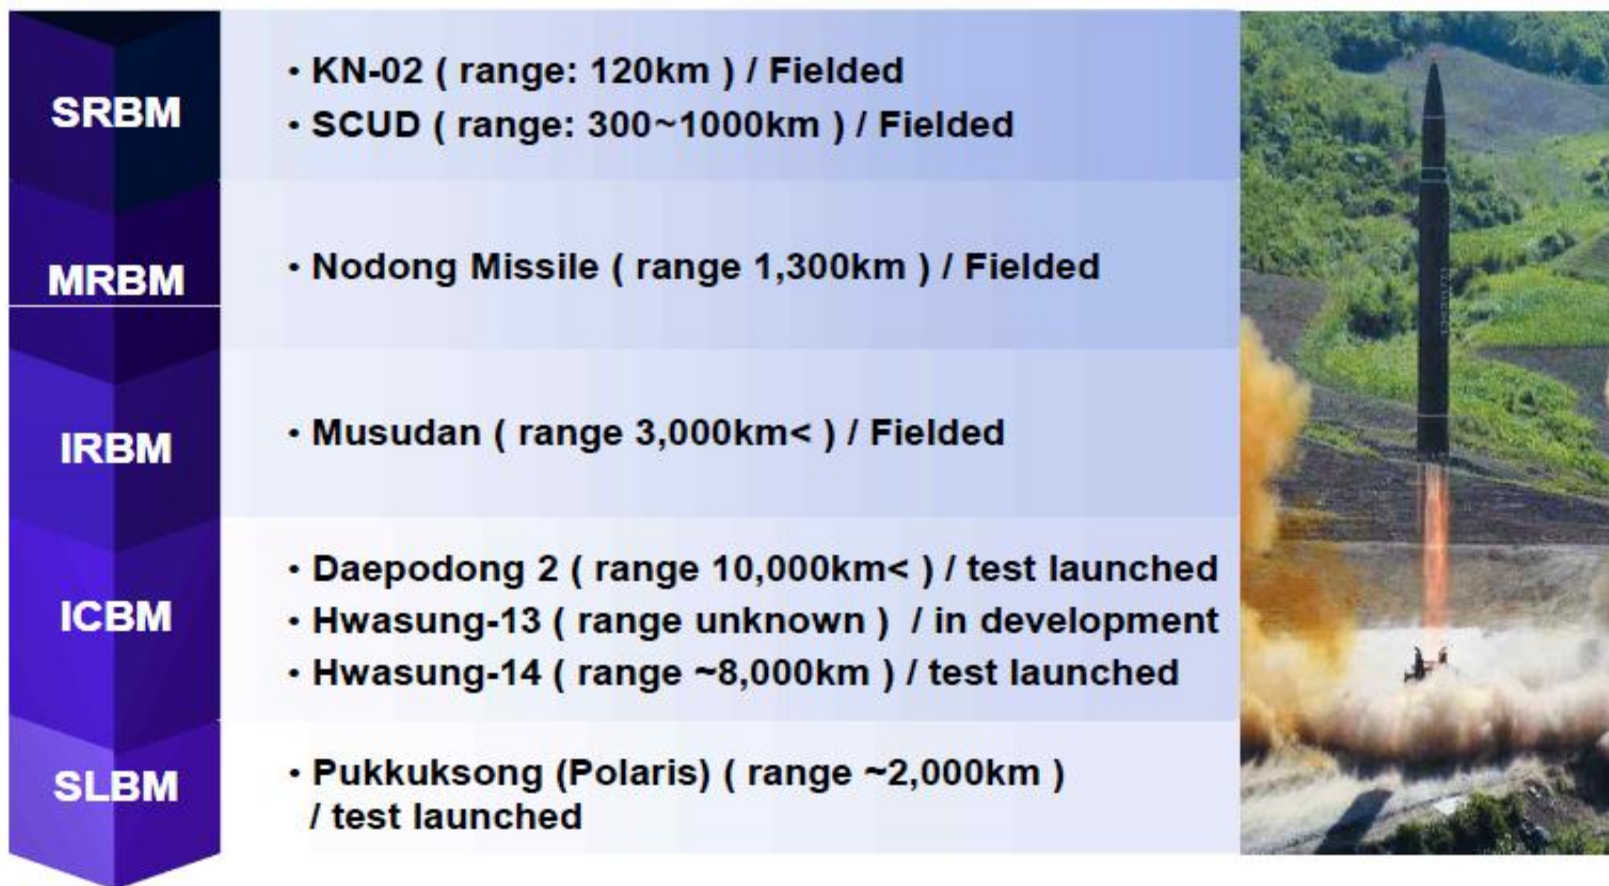 SRBM
• KN-02 ( range: 120km ) / Fielded
• SCUD ( range: 300~1000km ) / Fielded
MRBM
• Nodong Missile ( range 1,300km ) / Fielded
IRBM
• Musudan ( range 3,000km< ) / Fielded
ICBM
• Daepodong 2 ( range 10,000km< ) / test launched
• Hwasung-13 ( range unknown ) / in development
• Hwasung-14 ( range ~8,000km ) / test launched
SLBM
• Pukkuksong (Polaris) ( range ~2,000km )
/ test launched